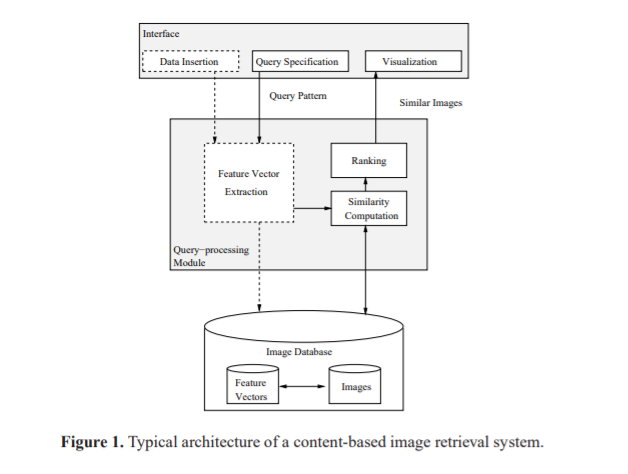 Interface
Data Insertion
Query Specification
Visualization
Query Pattern
Similar Images
Feature Vector
Extraction
Ranking
Similarity
Computation
Query−processing
Module
Image Database
Feature
Vectors
Images
Figure 1. Typical architecture of a content-based image retrieval system.